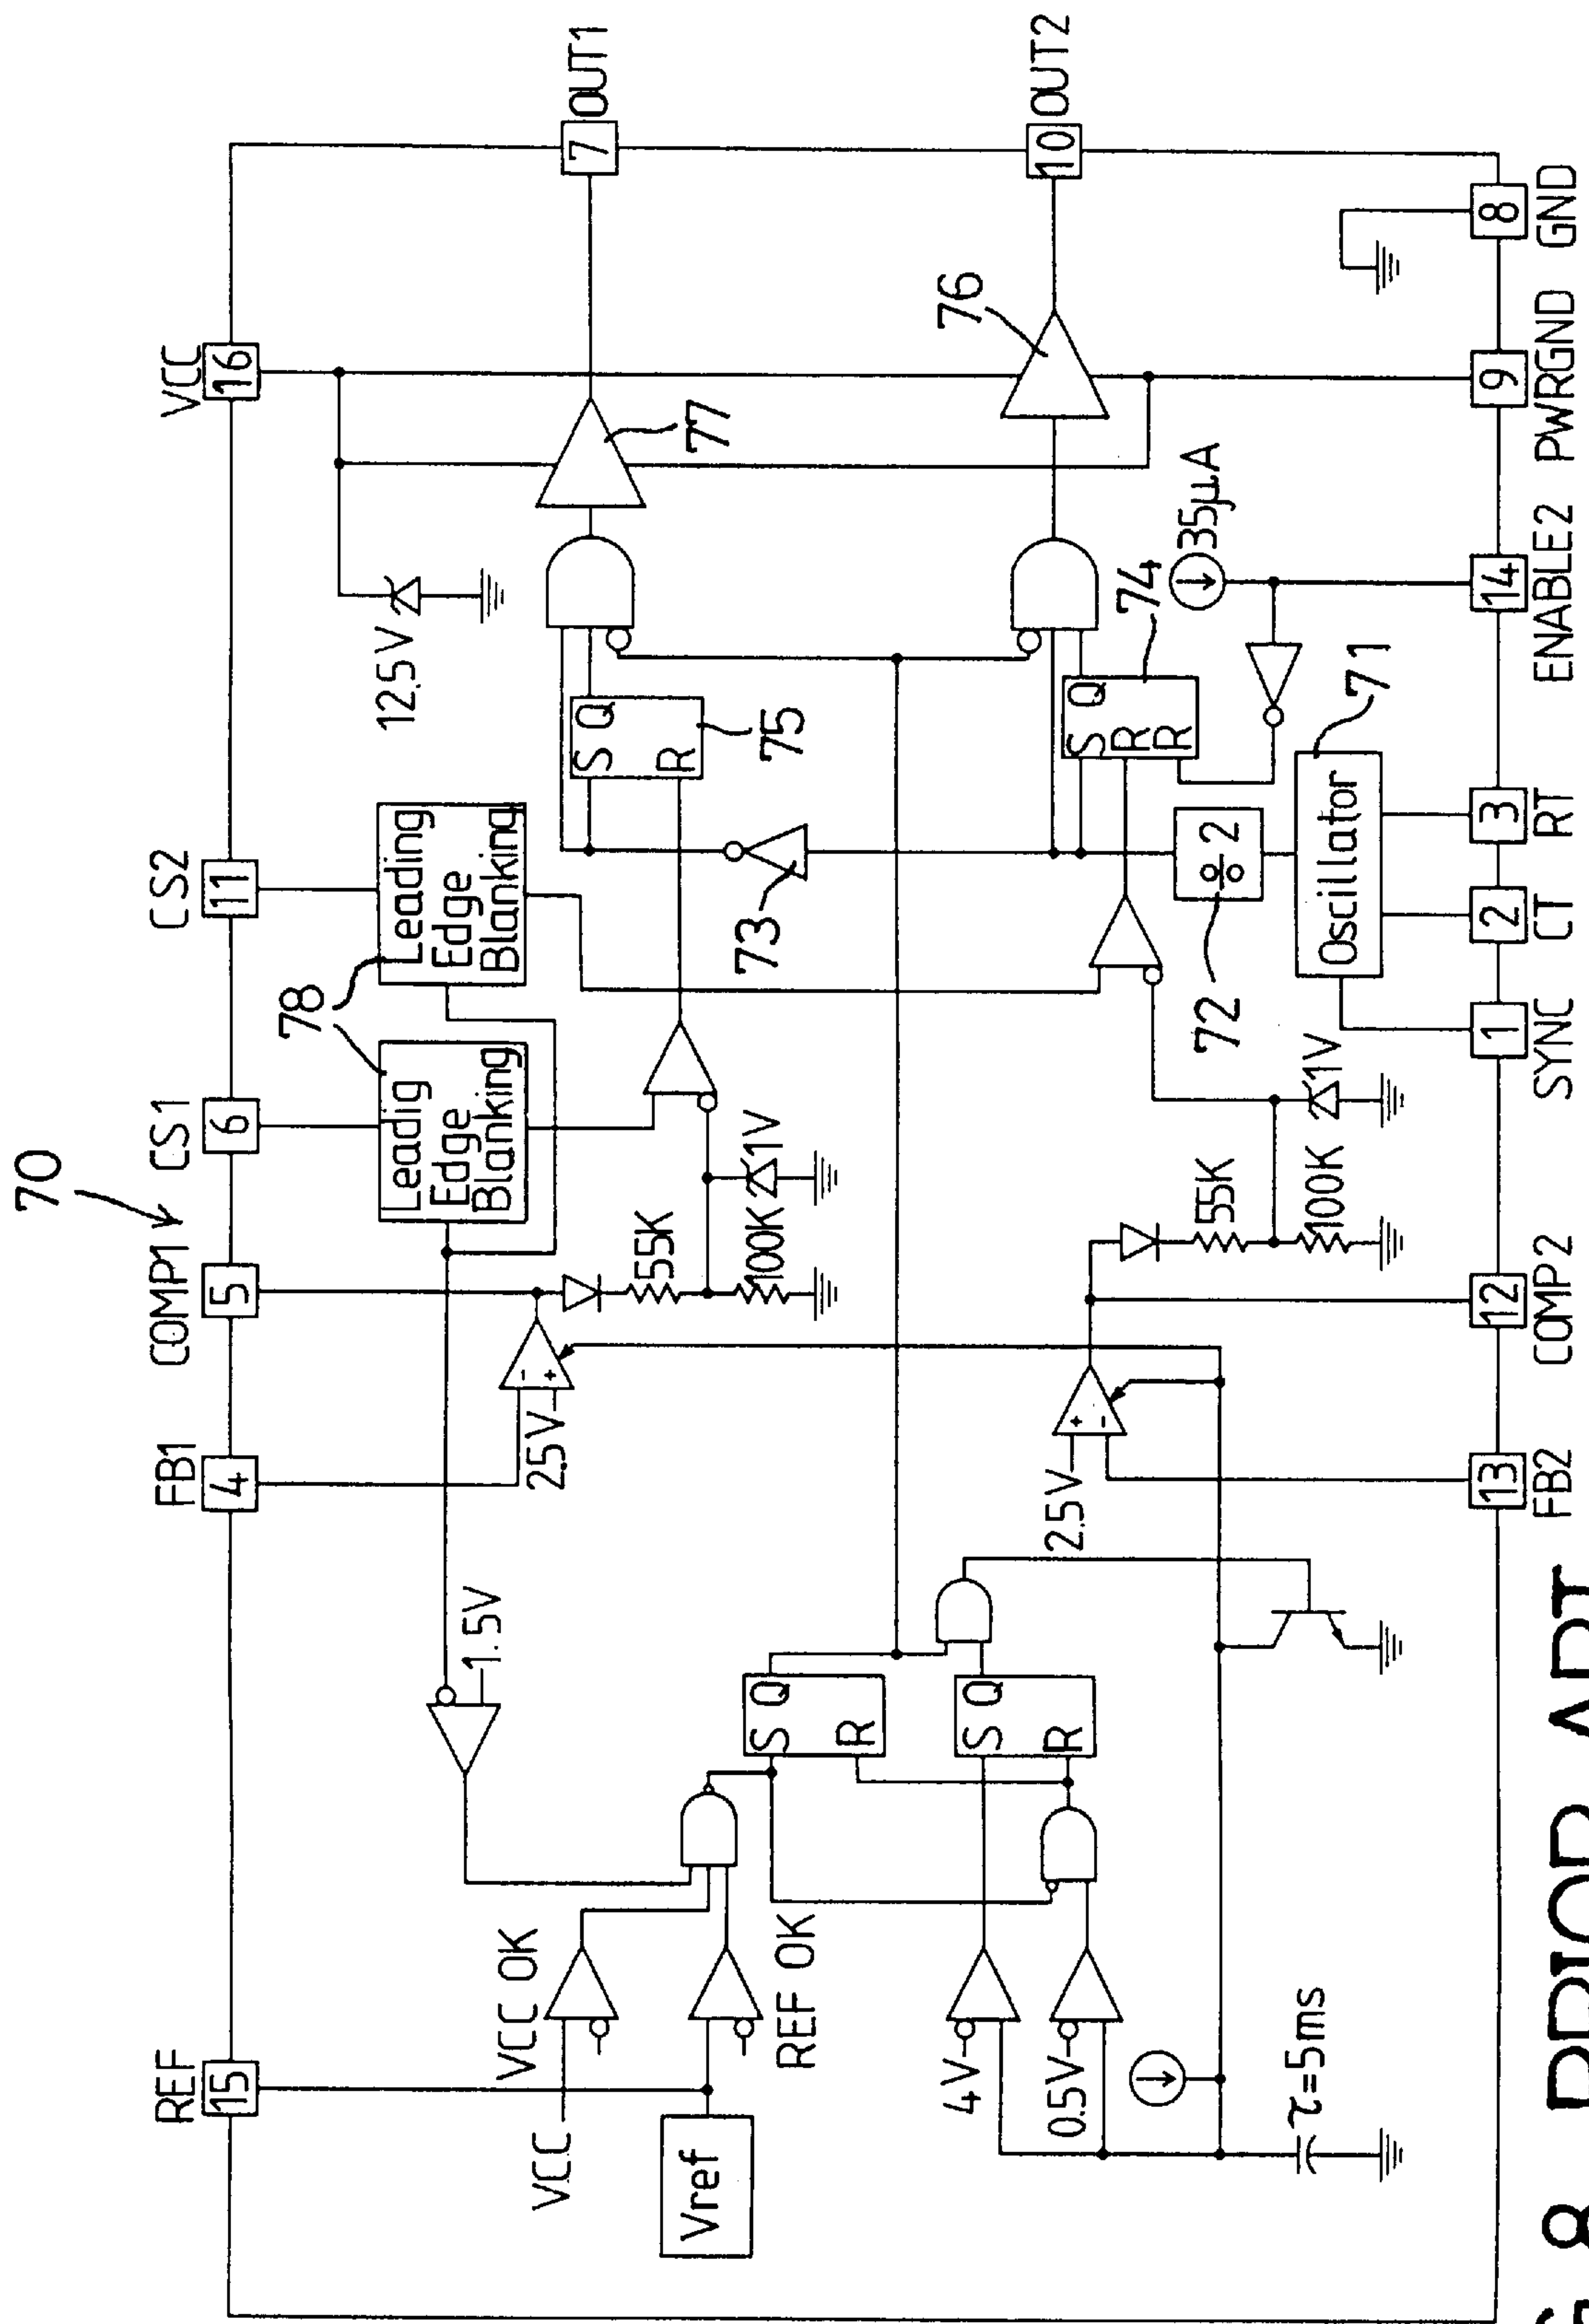 70
REF
15
FB1
4
COMP1
5
CS1
6
CS2
11
VCC
16
78
Leadig
Edge
Blanking
Leading
Edge
Blanking
12.5V
VCC
VCC OK
1.5V
2.5V
-
+
55K
100K
1V
S Q
R
75
77
7
OUT1
Vref
REF OK
S Q
R
73
4V
0.5V
S Q
R
2.5V
+
-
55K
100K
1V
72
÷2
S Q
R
R
74
35µA
76
10
OUT2
τ=5ms
Oscillator
71
13
FB2
12
COMP2
1
SYNC
2
CT
3
RT
14
ENABLE2
9
PWRGND
8
GND
8 PRIOR ART